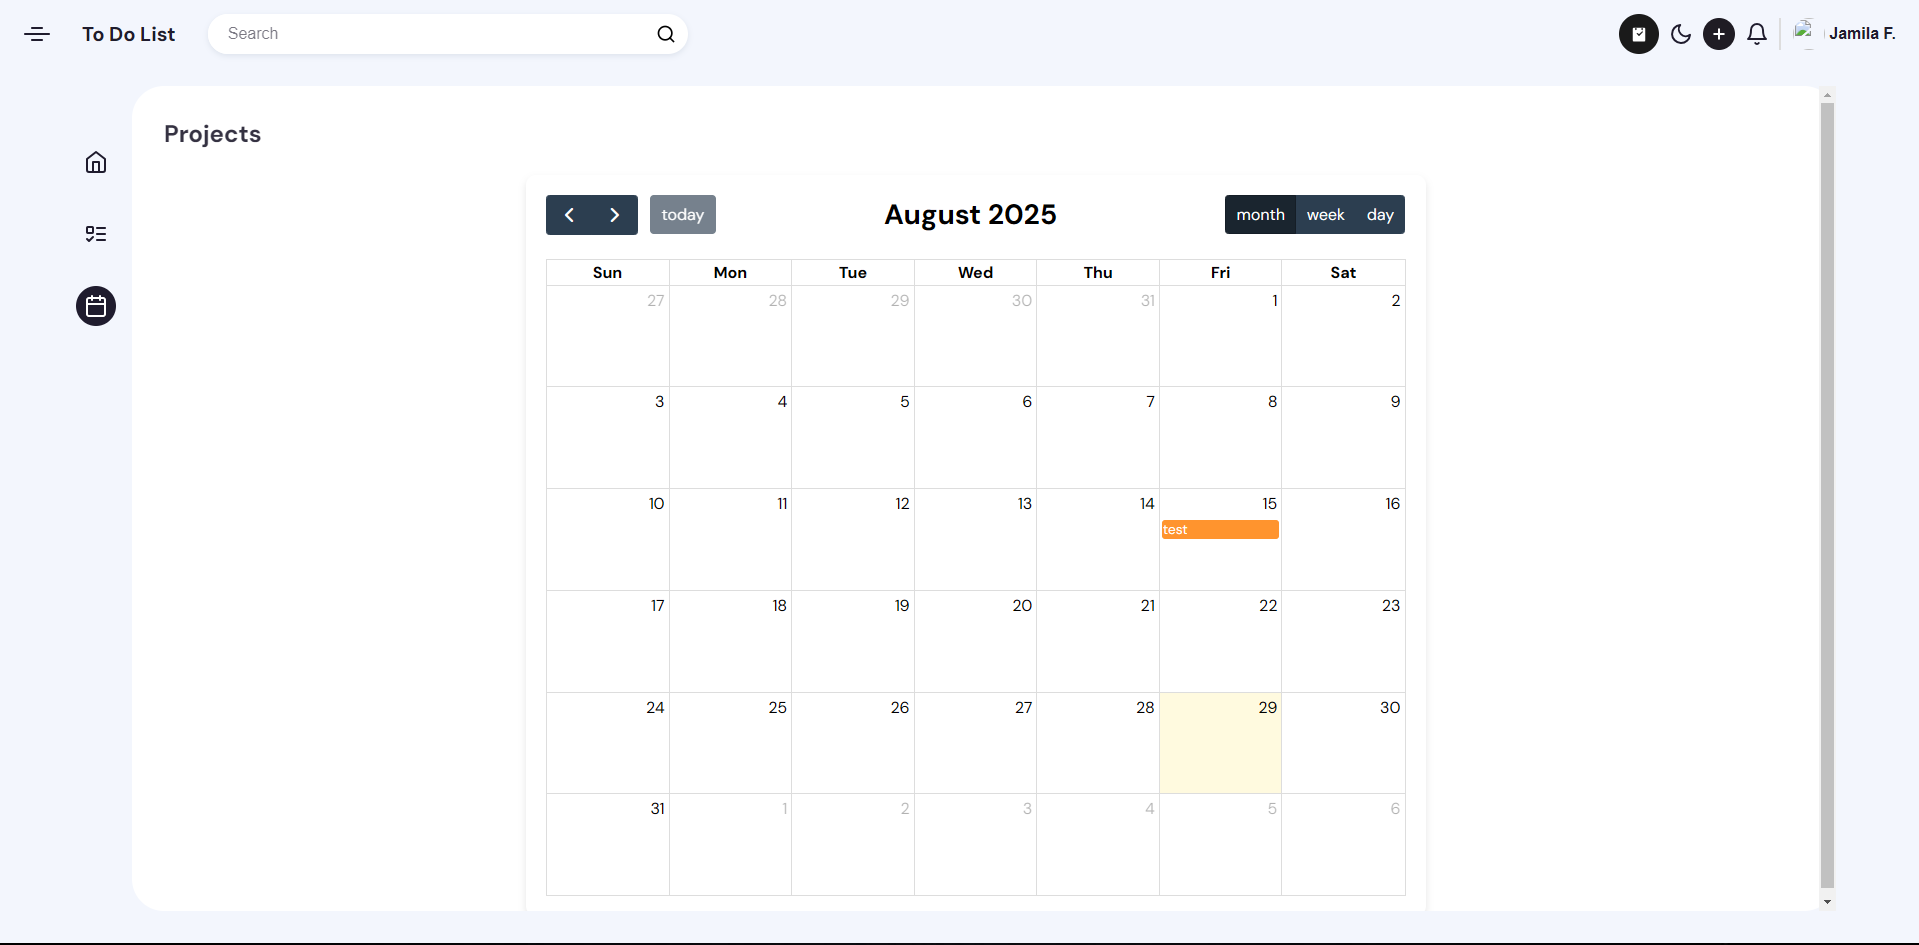 To Do List
Search
Jamila F.
Projects
today
August 2025
month week day
Sun Mon Tue Wed Thu Fri Sat
27 28 29 30 31 1 2
3 4 5 6 7 8 9
10 11 12 13 14 15 16
test
17 18 19 20 21 22 23
24 25 26 27 28 29 30
31 1 2 3 4 5 6